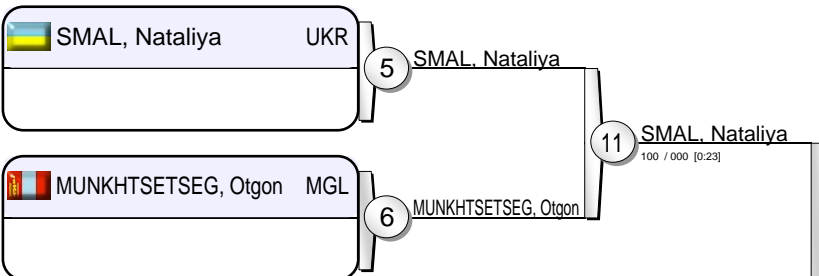 SMAL, Nataliya UKR
5 SMAL, Nataliya
11 SMAL, Nataliya
100 / 000 [0:23]
MUNKHTSETSEG, Otgon MGL
6 MUNKHTSETSEG, Otgon